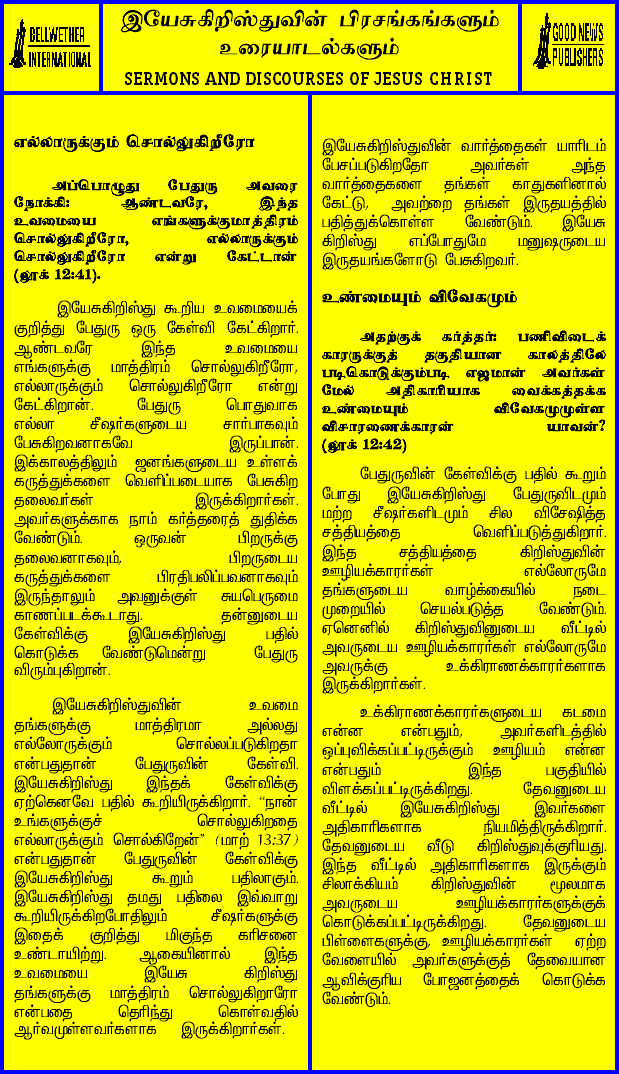 BELLWETHER
INTERNATIONAL
இயேசுகிறிஸ்துவின் பிரசங்கங்களும்
உரையாடல்களும்
SERMONS AND DISCOURSES OF JESUS CHRIST
GOOD NEWS
PUBLISHERS
எல்லாருக்கும் சொல்லுகிறீரோ
அப்பொழுது பேதுரு அவரை
நோக்கி: ஆண்டவரே, இந்த
உவமையை எங்களுக்குமாத்திரம்
சொல்லுகிறீரோ, எல்லாருக்கும்
சொல்லுகிறீரோ என்று கேட்டான்
(லூக் 12:41).
இயேசுகிறிஸ்து கூறிய உவமையைக்
குறித்து பேதுரு ஒரு கேள்வி கேட்கிறார்.
ஆண்டவரே இந்த உவமையை
எங்களுக்கு மாத்திரம் சொல்லுகிறீரோ,
எல்லாருக்கும் சொல்லுகிறீரோ என்று
கேட்கிறான். பேதுரு பொதுவாக
எல்லா சீஷர்களுடைய சார்பாகவும்
பேசுகிறவனாகவே இருப்பான்.
இக்காலத்திலும் ஜனங்களுடைய உள்ளக்
கருத்துக்களை வெளிப்படையாக பேசுகிற
தலைவர்கள் இருக்கிறார்கள்.
அவர்களுக்காக நாம் கர்த்தரைத் துதிக்க
வேண்டும். ஒருவன் பிறருக்கு
தலைவனாகவும், பிறருடைய
கருத்துக்களை பிரதிபலிப்பவனாகவும்
இருந்தாலும் அவனுக்குள் சுயபெருமை
காணப்படக்கூடாது. தன்னுடைய
கேள்விக்கு இயேசுகிறிஸ்து பதில்
கொடுக்க வேண்டுமென்று பேதுரு
விரும்புகிறான்.
இயேசுகிறிஸ்துவின் உவமை
தங்களுக்கு மாத்திரமா அல்லது
எல்லோருக்கும் சொல்லப்படுகிறதா
என்பதுதான் பேதுருவின் கேள்வி.
இயேசுகிறிஸ்து இந்தக் கேள்விக்கு
ஏற்கெனவே பதில் கூறியிருக்கிறார். “நான்
உங்களுக்குச் சொல்லுகிறதை
எல்லாருக்கும் சொல்கிறேன்” (மாற் 13:37)
என்பதுதான் பேதுருவின் கேள்விக்கு
இயேசுகிறிஸ்து கூறும் பதிலாகும்.
இயேசுகிறிஸ்து தமது பதிலை இவ்வாறு
கூறியிருக்கிறபோதிலும் சீஷர்களுக்கு
இதைக் குறித்து மிகுந்த கரிசனை
உண்டாயிற்று. ஆகையினால் இந்த
உவமையை இயேசு கிறிஸ்து
தங்களுக்கு மாத்திரம் சொல்லுகிறாரோ
என்பதை தெரிந்து கொள்வதில்
ஆர்வமுள்ளவர்களாக இருக்கிறார்கள்.
இயேசுகிறிஸ்துவின் வார்த்தைகள் யாரிடம்
பேசப்படுகிறதோ அவர்கள் அந்த
வார்த்தைகளை தங்கள் காதுகளினால்
கேட்டு, அவற்றை தங்கள் இருதயத்தில்
பதித்துக்கொள்ள வேண்டும். இயேசு
கிறிஸ்து எப்போதுமே மனுஷருடைய
இருதயங்களோடு பேசுகிறவர்.
உண்மையும் விவேகமும்
அதற்குக் கர்த்தர்: பணிவிடைக்
காரருக்குத் தகுதியான காலத்திலே
படிகொடுக்கும்படி எஜமான் அவர்கள்
மேல் அதிகாரியாக வைக்கத்தக்க
உண்மையும் விவேகமுமுள்ள
விசாரணைக்காரன் யாவன்?
(லூக் 12:42)
பேதுருவின் கேள்விக்கு பதில் கூறும்
போது இயேசுகிறிஸ்து பேதுருவிடமும்
மற்ற சீஷர்களிடமும் சில விசேஷித்த
சத்தியத்தை வெளிப்படுத்துகிறார்.
இந்த சத்தியத்தை கிறிஸ்துவின்
ஊழியக்காரர்கள் எல்லோருமே
தங்களுடைய வாழ்க்கையில் நடை
முறையில் செயல்படுத்த வேண்டும்.
ஏனெனில் கிறிஸ்துவினுடைய வீட்டில்
அவருடைய ஊழியக்காரர்கள் எல்லோருமே
அவருக்கு உக்கிராணக்காரர்களாக
இருக்கிறார்கள்.
உக்கிராணக்காரர்களுடைய கடமை
என்ன என்பதும், அவர்களிடத்தில்
ஒப்புவிக்கப்பட்டிருக்கும் ஊழியம் என்ன
என்பதும் இந்த பகுதியில்
விளக்கப்பட்டிருக்கிறது. தேவனுடைய
வீட்டில் இயேசுகிறிஸ்து இவர்களை
அதிகாரிகளாக நியமித்திருக்கிறார்.
தேவனுடைய வீடு கிறிஸ்துவுக்குரியது.
இந்த வீட்டில் அதிகாரிகளாக இருக்கும்
சிலாக்கியம் கிறிஸ்துவின் மூலமாக
அவருடைய ஊழியக்காரர்களுக்குக்
கொடுக்கப்பட்டிருக்கிறது. தேவனுடைய
பிள்ளைகளுக்கு, ஊழியக்காரர்கள் ஏற்ற
வேளையில் அவர்களுக்குத் தேவையான
ஆவிக்குரிய போஜனத்தைக் கொடுக்க
வேண்டும்.